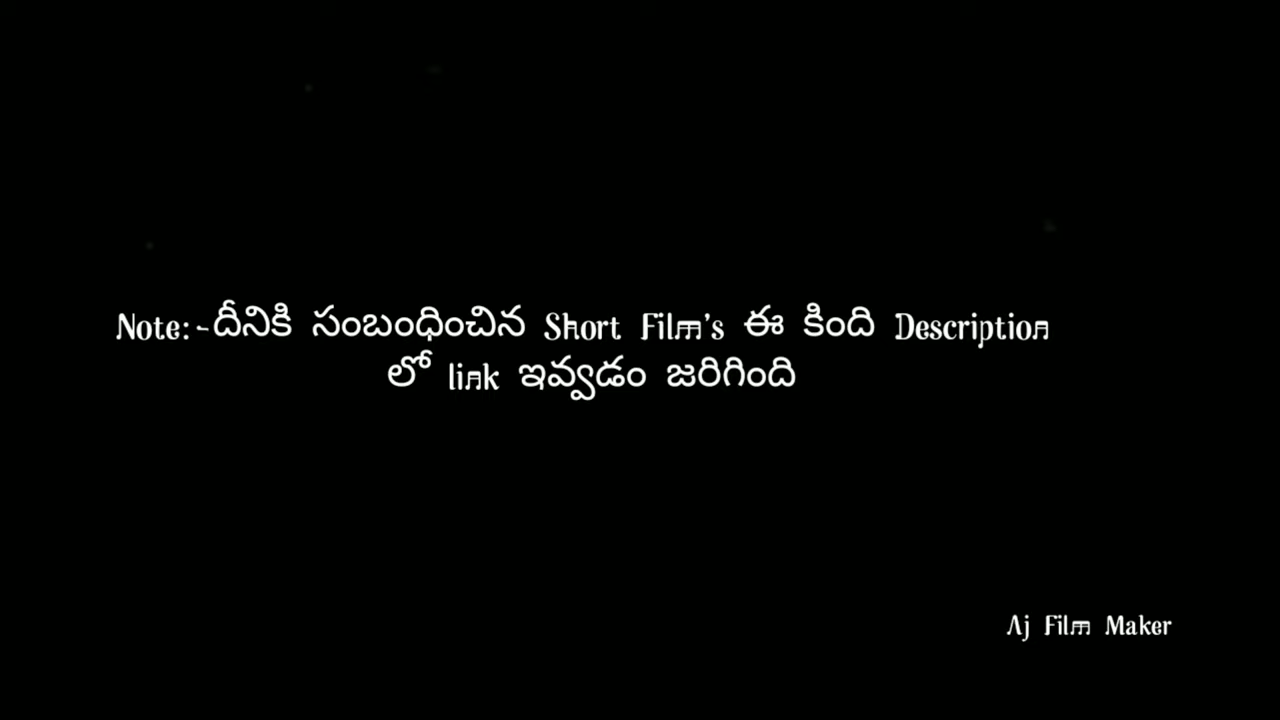 Note:-దీనికి సంబంధించిన Short Film's ఈ కింది Description
లో link ఇవ్వడం జరిగింది
Aj Film Maker